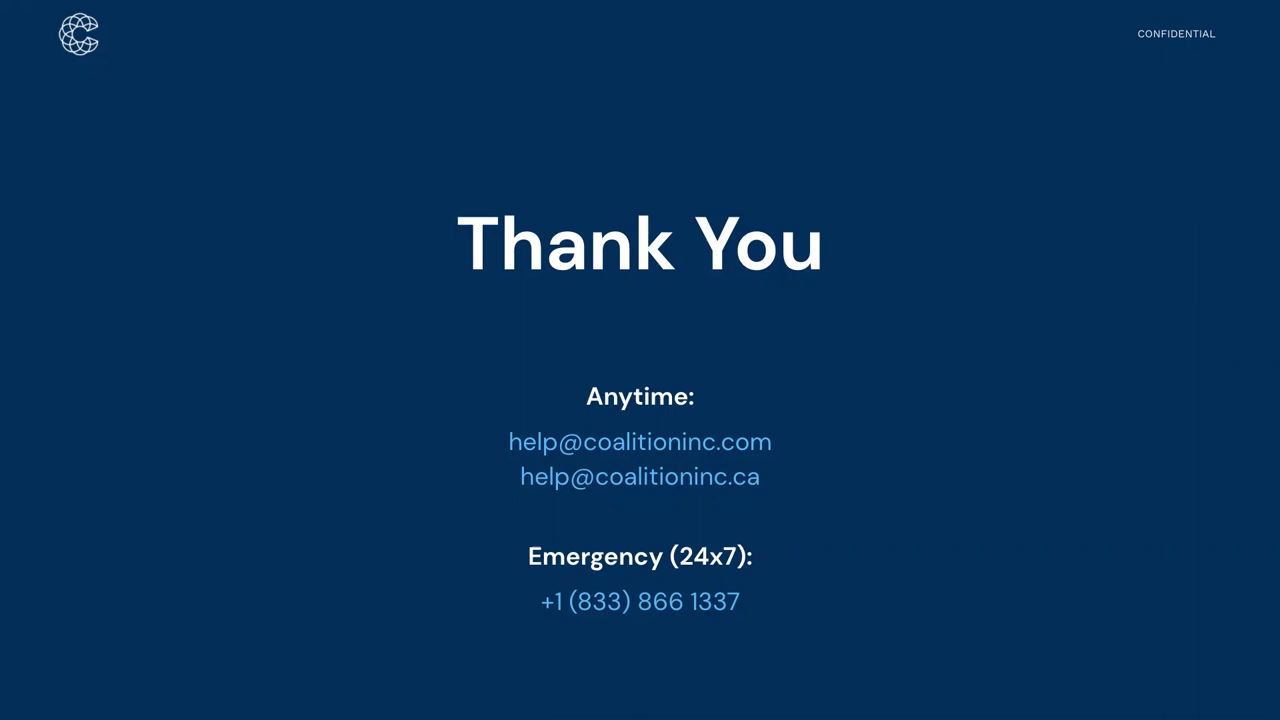 CONFIDENTIAL
Thank You
Anytime:
help@coalitioninc.com
help@coalitioninc.ca
Emergency (24x7):
+1 (833) 866 1337